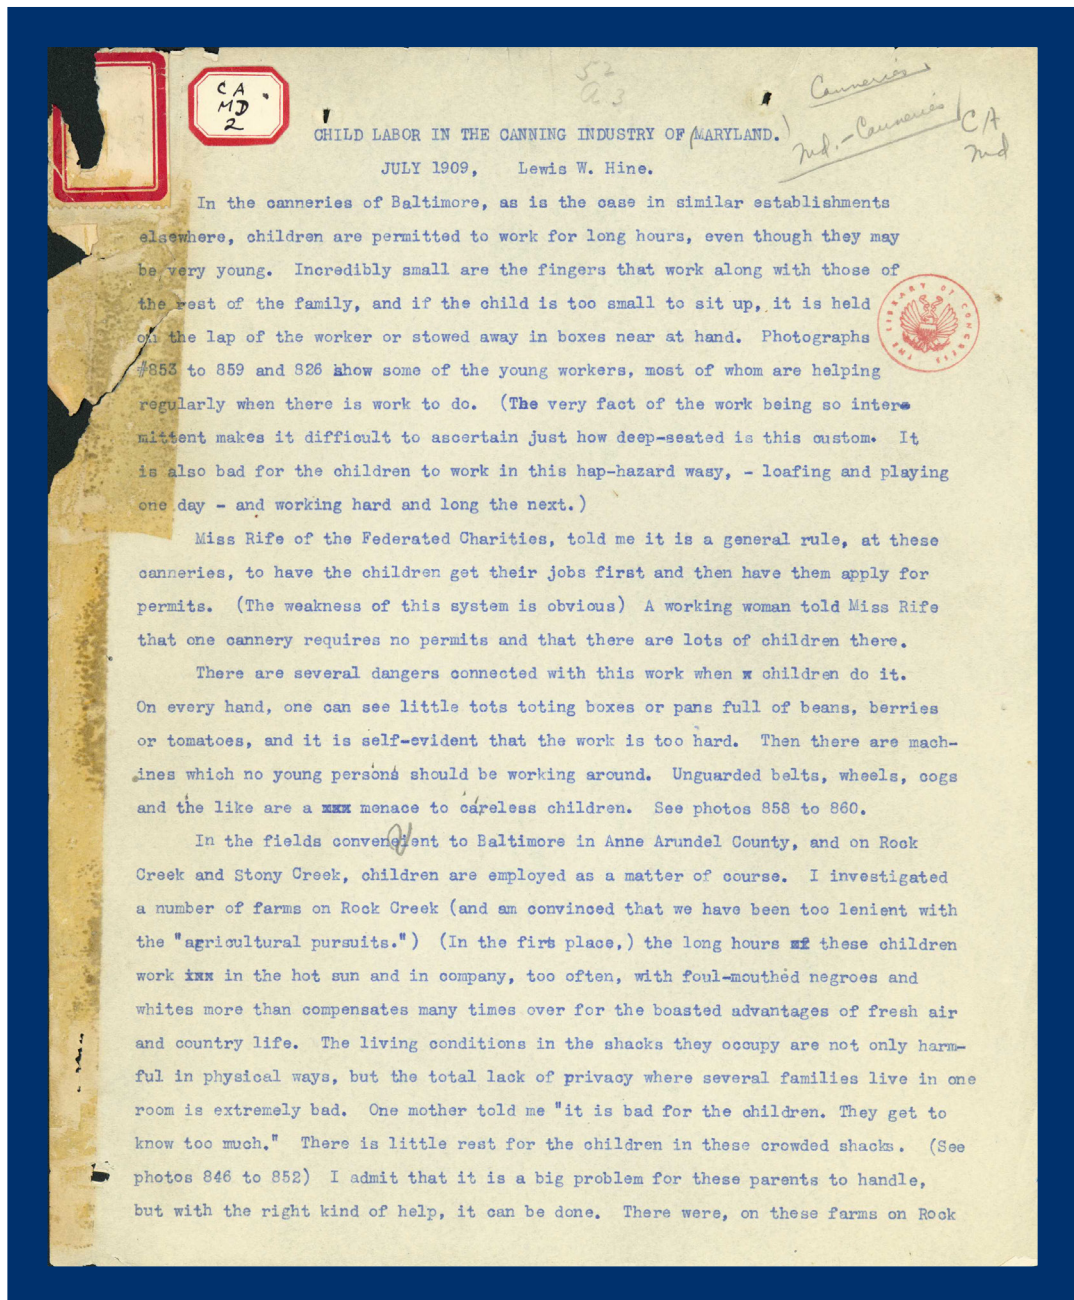 52
a 3
Canneries
Md. - Canneries
CA
Md
CA
MD
2
CHILD LABOR IN THE CANNING INDUSTRY OF (MARYLAND.)
JULY 1909, Lewis W. Hine.
In the canneries of Baltimore, as is the case in similar establishments
elsewhere, children are permitted to work for long hours, even though they may
be very young. Incredibly small are the fingers that work along with those of
the rest of the family, and if the child is too small to sit up, it is held
on the lap of the worker or stowed away in boxes near at hand. Photographs
#853 to 859 and 826 show some of the young workers, most of whom are helping
regularly when there is work to do. (The very fact of the work being so inter-
mittent makes it difficult to ascertain just how deep-seated is this custom. It
is also bad for the children to work in this hap-hazard wasy, - loafing and playing
one day - and working hard and long the next.)
Miss Rife of the Federated Charities, told me it is a general rule, at these
canneries, to have the children get their jobs first and then have them apply for
permits. (The weakness of this system is obvious) A working woman told Miss Rife
that one cannery requires no permits and that there are lots of children there.
There are several dangers connected with this work when x children do it.
On every hand, one can see little tots toting boxes or pans full of beans, berries
or tomatoes, and it is self-evident that the work is too hard. Then there are mach-
ines which no young persons should be working around. Unguarded belts, wheels, cogs
and the like are a xxx menace to careless children. See photos 858 to 860.
In the fields convenient to Baltimore in Anne Arundel County, and on Rock
Creek and Stony Creek, children are employed as a matter of course. I investigated
a number of farms on Rock Creek (and am convinced that we have been too lenient with
the "agricultural pursuits.") (In the firts place,) the long hours of these children
work ixx in the hot sun and in company, too often, with foul-mouthed negroes and
whites more than compensates many times over for the boasted advantages of fresh air
and country life. The living conditions in the shacks they occupy are not only harm-
ful in physical ways, but the total lack of privacy where several families live in one
room is extremely bad. One mother told me "it is bad for the children. They get to
know too much." There is little rest for the children in these crowded shacks. (See
photos 846 to 852) I admit that it is a big problem for these parents to handle,
but with the right kind of help, it can be done. There were, on these farms on Rock
THE LIBRARY OF CONGRESS